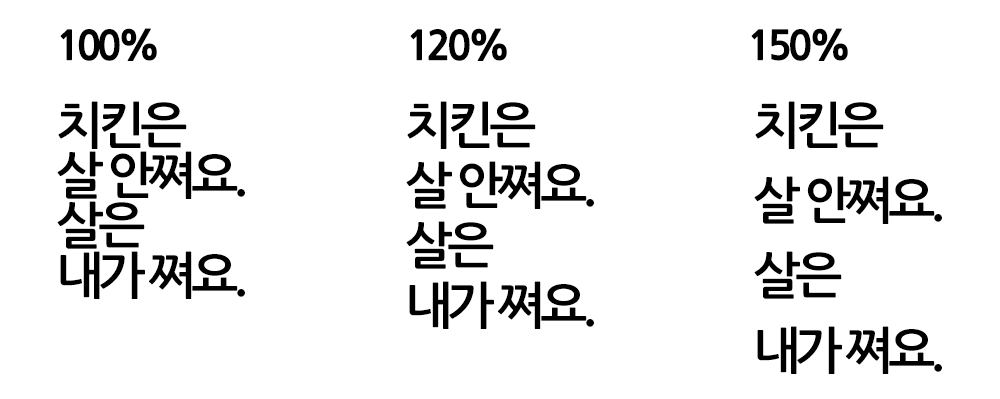 100%
치킨은
살 안쪄요.
살은
내가 쪄요.
120%
치킨은
살 안쪄요.
살은
내가 쪄요.
150%
치킨은
살 안쪄요.
살은
내가 쪄요.